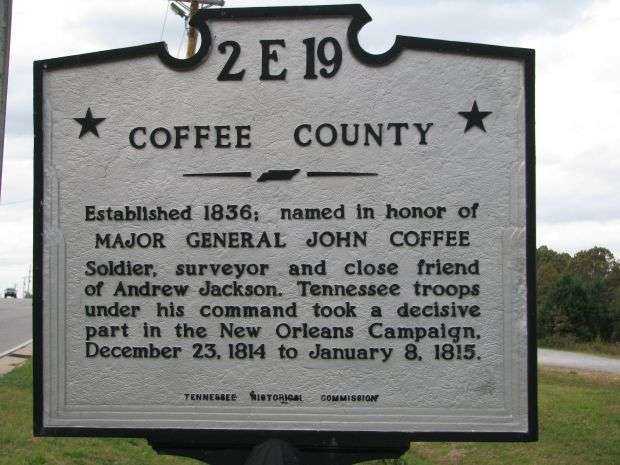 2 E 19
COFFEE COUNTY
Established 1836; named in honor of
MAJOR GENERAL JOHN COFFEE
Soldier, surveyor and close friend
of Andrew Jackson. Tennessee troops
under his command took a decisive
part in the New Orleans Campaign,
December 23, 1814 to January 8, 1815.
TENNESSEE HISTORICAL COMMISSION